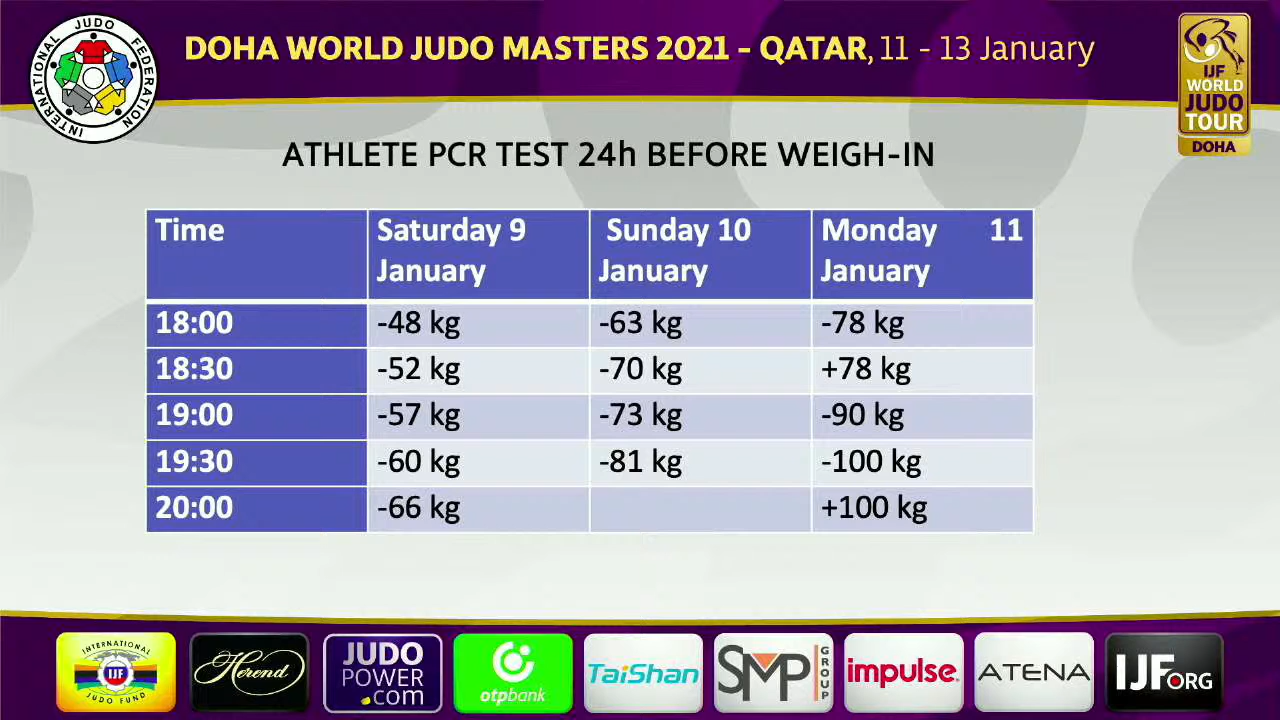 INTERNATIONAL JUDO FEDERATION
DOHA WORLD JUDO MASTERS 2021 - QATAR, 11 - 13 January
IJF
WORLD
JUDO
TOUR
DOHA
ATHLETE PCR TEST 24h BEFORE WEIGH-IN
Time Saturday 9 January Sunday 10 January Monday 11 January
18:00 -48 kg -63 kg -78 kg
18:30 -52 kg -70 kg +78 kg
19:00 -57 kg -73 kg -90 kg
19:30 -60 kg -81 kg -100 kg
20:00 -66 kg +100 kg
INTERNATIONAL
IJF
JUDO FUND
Herend
JUDO
POWER
.com
otpbank
TaiShan
SMP GROUP
impulse
ATENA
IJF.ORG